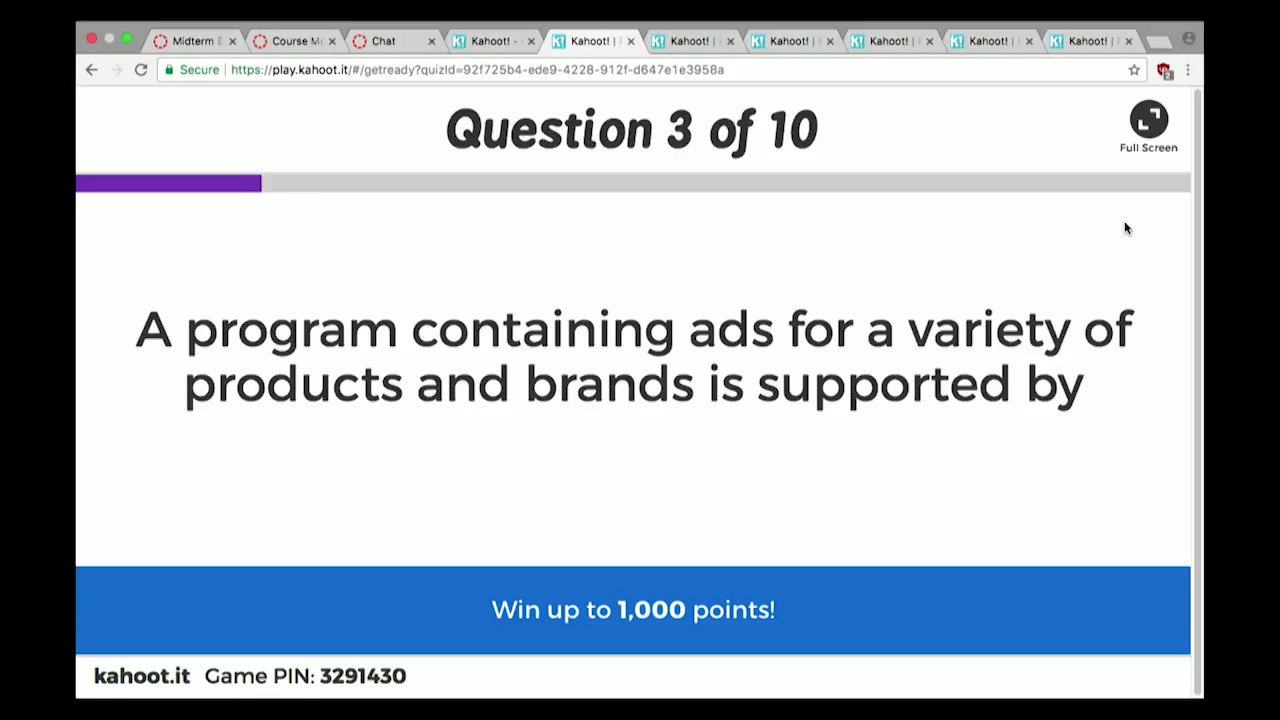 Midterm E
Course Mo
Chat
Kahoot! -
Kahoot! |
Kahoot! |
Kahoot! |
Kahoot! |
Kahoot! |
Kahoot! |
Secure
https://play.kahoot.it/#/getready?quizId=92f725b4-ede9-4228-912f-d647e1e3958a
2
Question 3 of 10
Full Screen
A program containing ads for a variety of
products and brands is supported by
Win up to 1,000 points!
kahoot.it Game PIN: 3291430